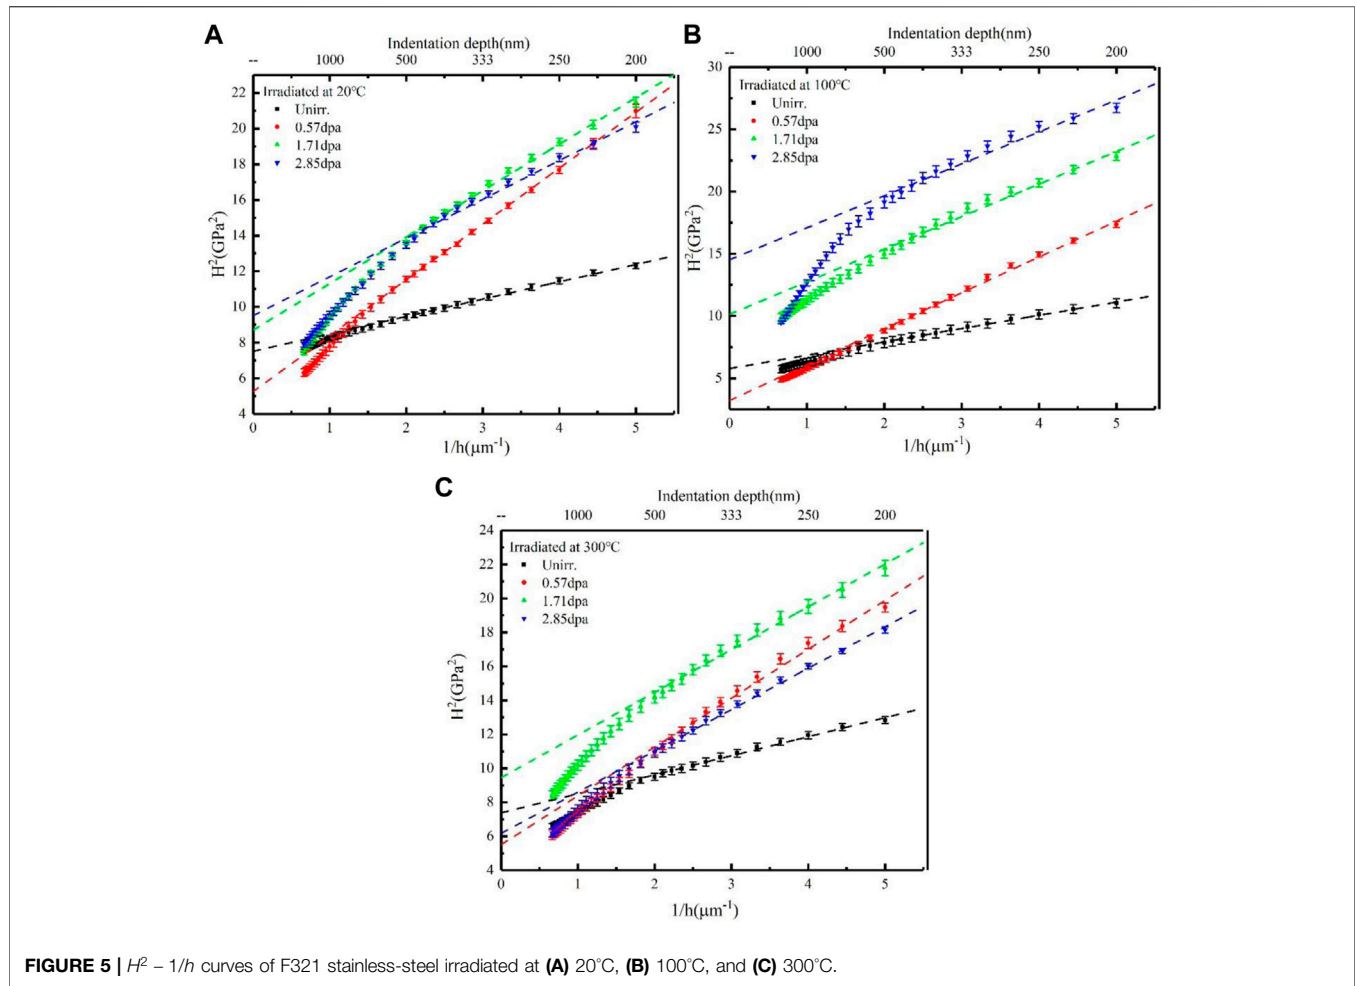 A
Indentation depth(nm)
-- 1000 500 333 250 200
Irradiated at 20°C
Unirr.
0.57dpa
1.71dpa
2.85dpa
22
20
18
16
14
12
10
8
6
4
H²(GPa²)
0 1 2 3 4 5
1/h(μm⁻¹)
B
Indentation depth(nm)
-- 1000 500 333 250 200
Irradiated at 100°C
Unirr.
0.57dpa
1.71dpa
2.85dpa
30
25
20
15
10
5
H²(GPa²)
0 1 2 3 4 5
1/h(μm⁻¹)
C
Indentation depth(nm)
-- 1000 500 333 250 200
Irradiated at 300°C
Unirr.
0.57dpa
1.71dpa
2.85dpa
24
22
20
18
16
14
12
10
8
6
4
H²(GPa²)
0 1 2 3 4 5
1/h(μm⁻¹)
FIGURE 5 | H² – 1/h curves of F321 stainless-steel irradiated at (A) 20°C, (B) 100°C, and (C) 300°C.